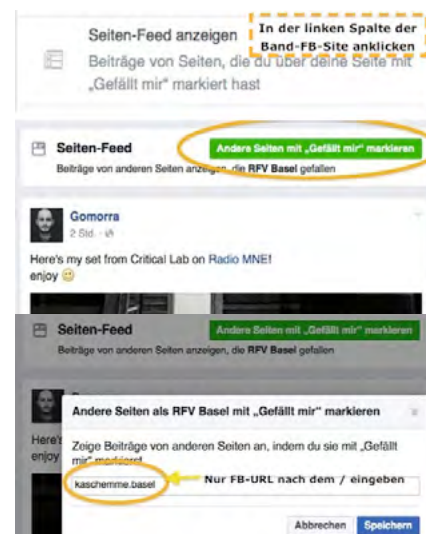 Seiten-Feed anzeigen
In der linken Spalte der
Band-FB-Site anklicken
Beiträge von Seiten, die du über deine Seite mit
„Gefällt mir“ markiert hast
Seiten-Feed
Andere Seiten mit „Gefällt mir“ markieren
Beiträge von anderen Seiten anzeigen, die RFV Basel gefallen
Gomorra
2 Std.
Here's my set from Critical Lab on Radio MNE!
enjoy
Seiten-Feed
Andere Seiten mit „Gefällt mir“ markieren
Beiträge von anderen Seiten anzeigen, die RFV Basel gefallen
Andere Seiten als RFV Basel mit „Gefällt mir“ markieren
Here's
enjoy
Zeige Beiträge von anderen Seiten an, indem du sie mit „Gefällt
mir“ markierst
kaschemme.basel
Nur FB-URL nach dem / eingeben
Abbrechen
Speichern